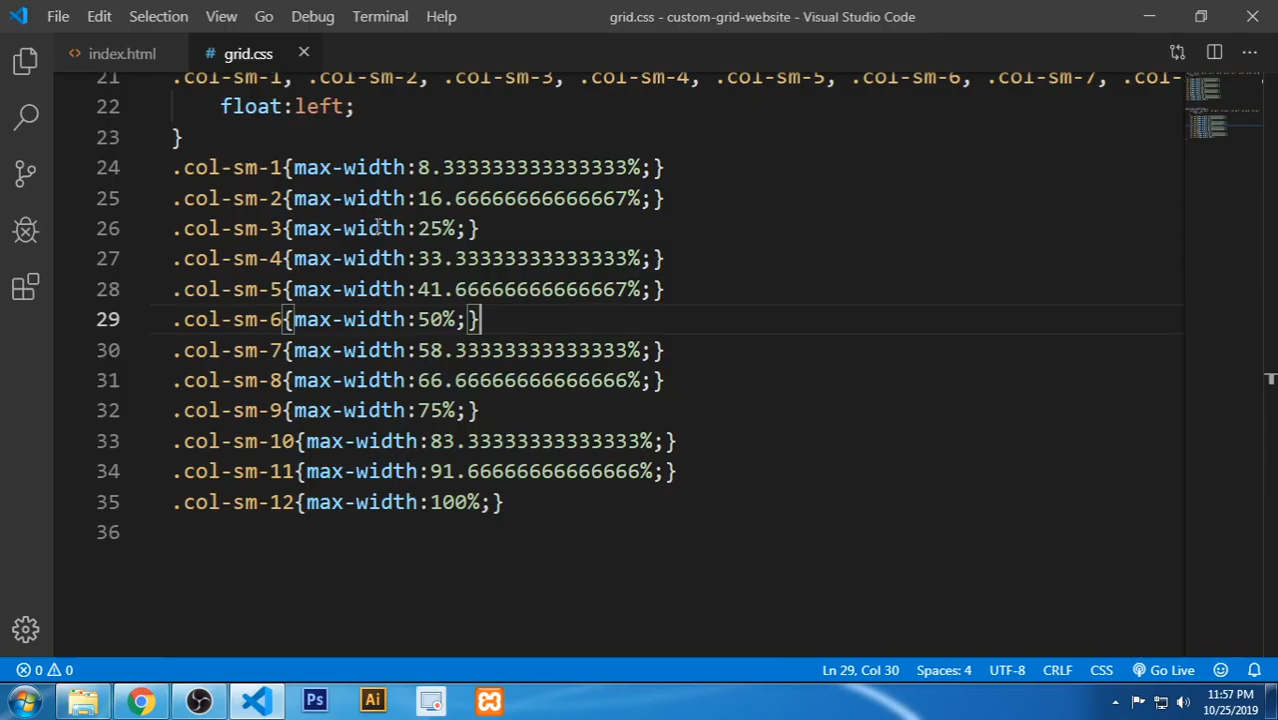 File Edit Selection View Go Debug Terminal Help grid.css - custom-grid-website - Visual Studio Code
index.html # grid.css
21 .col-sm-1, .col-sm-2, .col-sm-3, .col-sm-4, .col-sm-5, .col-sm-6, .col-sm-7, .col-
22 float:left;
23 }
24 .col-sm-1{max-width:8.333333333333333%;}
25 .col-sm-2{max-width:16.66666666666667%;}
26 .col-sm-3{max-width:25%;}
27 .col-sm-4{max-width:33.33333333333333%;}
28 .col-sm-5{max-width:41.66666666666667%;}
29 .col-sm-6{max-width:50%;}
30 .col-sm-7{max-width:58.33333333333333%;}
31 .col-sm-8{max-width:66.66666666666666%;}
32 .col-sm-9{max-width:75%;}
33 .col-sm-10{max-width:83.33333333333333%;}
34 .col-sm-11{max-width:91.66666666666666%;}
35 .col-sm-12{max-width:100%;}
36
0 0 Ln 29, Col 30 Spaces: 4 UTF-8 CRLF CSS Go Live
Ps Ai 11:57 PM
10/25/2019